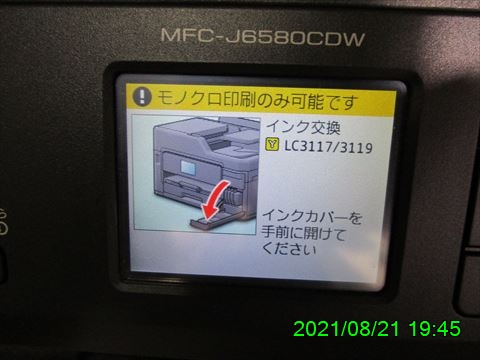 MFC-J6580CDW
モノクロ印刷のみ可能です
インク交換
Y LC3117/3119
インクカバーを
手前に開けて
ください
2021/08/21 19:45